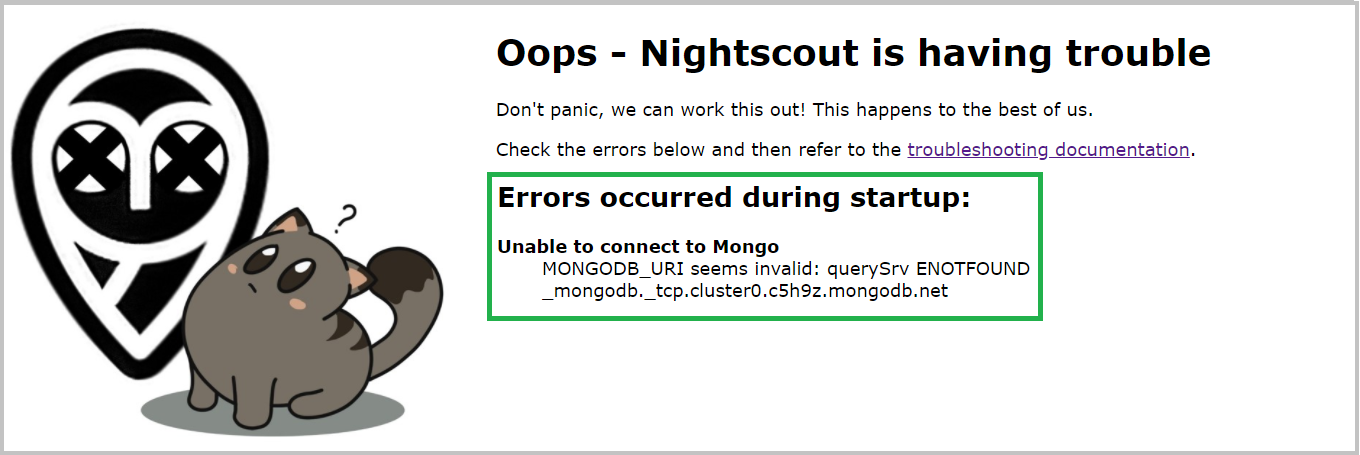 Oops - Nightscout is having trouble
Don't panic, we can work this out! This happens to the best of us.
Check the errors below and then refer to the troubleshooting documentation.
Errors occurred during startup:
Unable to connect to Mongo
MONGODB_URI seems invalid: querySrv ENOTFOUND
_mongodb._tcp.cluster0.c5h9z.mongodb.net
?